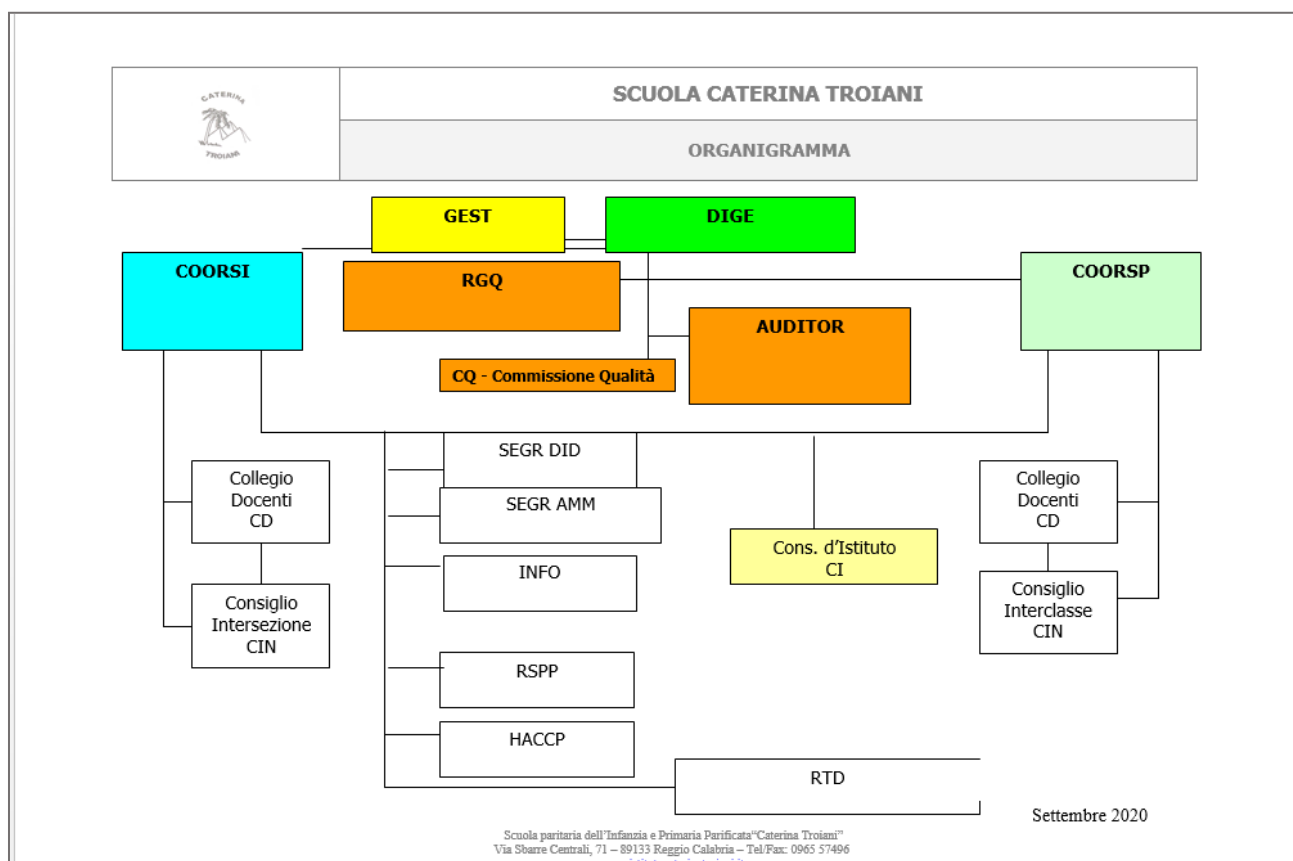 CATERINA
TROIANI
SCUOLA CATERINA TROIANI
ORGANIGRAMMA
GEST
DIGE
COORSI
RGQ
COORSP
AUDITOR
CQ - Commissione Qualità
SEGR DID
SEGR AMM
INFO
RSPP
HACCP
RTD
Collegio
Docenti
CD
Consiglio
Intersezione
CIN
Cons. d’Istituto
CI
Collegio
Docenti
CD
Consiglio
Interclasse
CIN
Settembre 2020
Scuola paritaria dell’Infanzia e Primaria Parificata“Caterina Troiani”
Via Sbarre Centrali, 71 – 89133 Reggio Calabria – Tel/Fax: 0965 57496